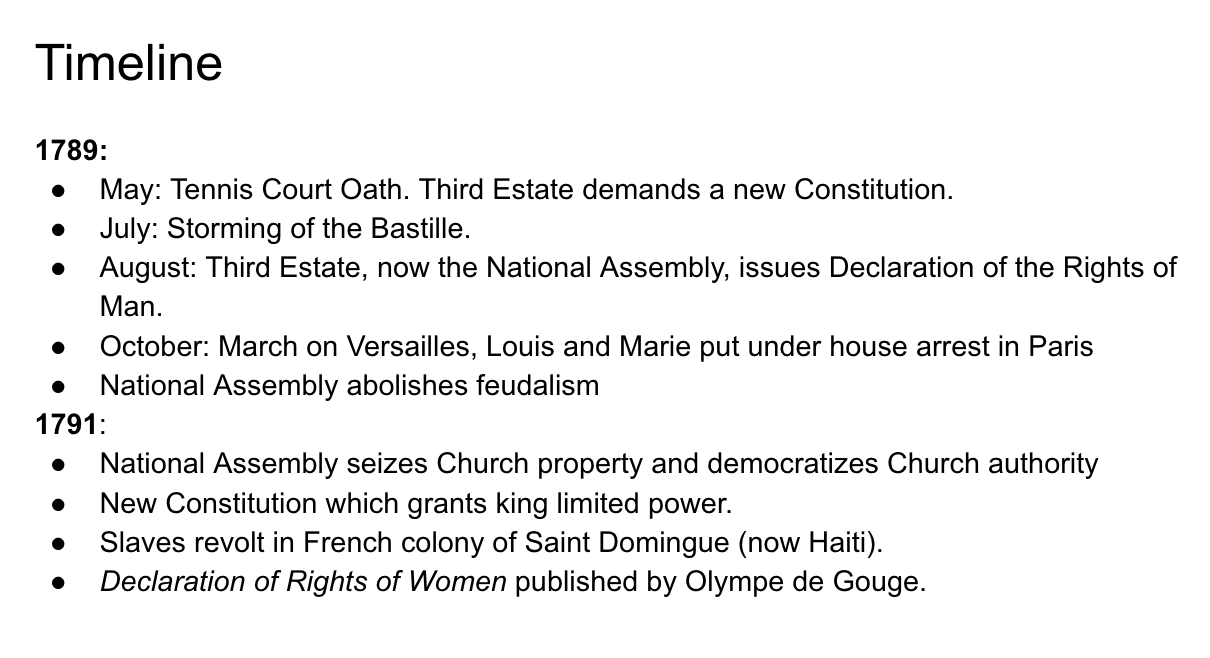 Timeline
1789:
● May: Tennis Court Oath. Third Estate demands a new Constitution.
● July: Storming of the Bastille.
● August: Third Estate, now the National Assembly, issues Declaration of the Rights of
Man.
● October: March on Versailles, Louis and Marie put under house arrest in Paris
● National Assembly abolishes feudalism
1791:
● National Assembly seizes Church property and democratizes Church authority
● New Constitution which grants king limited power.
● Slaves revolt in French colony of Saint Domingue (now Haiti).
● Declaration of Rights of Women published by Olympe de Gouge.